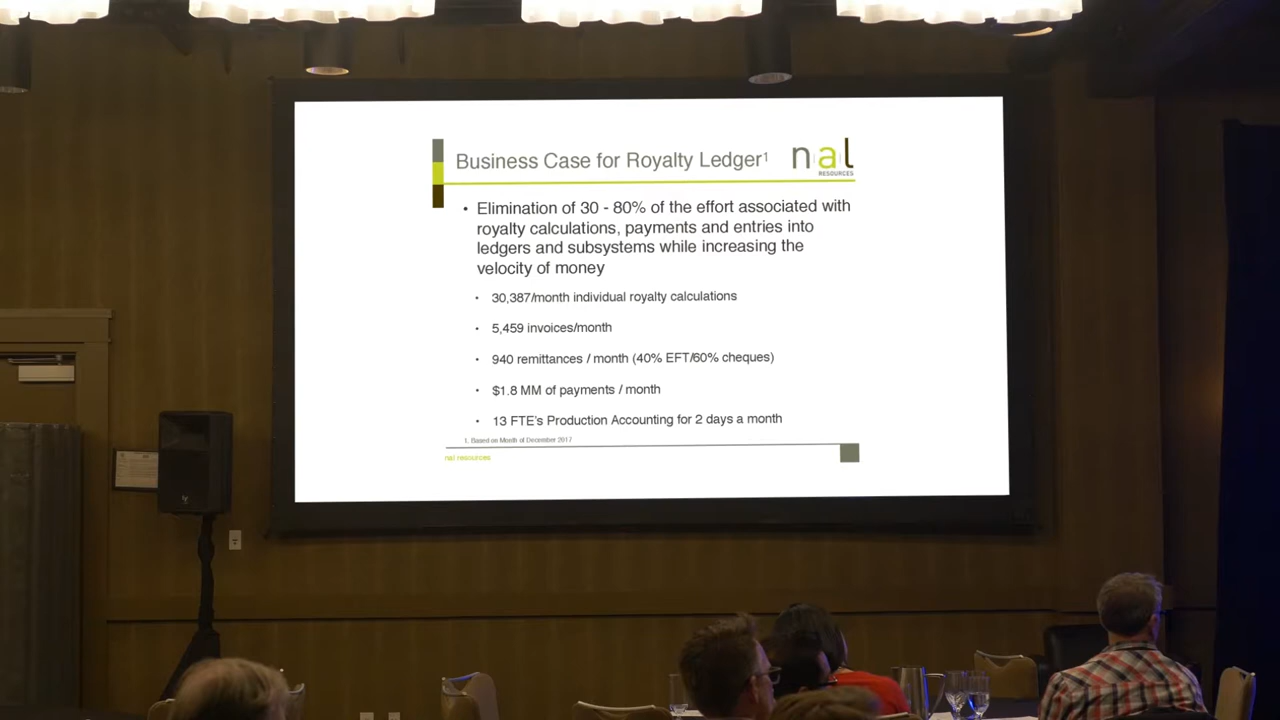 Business Case for Royalty Ledger¹
nal
RESOURCES
• Elimination of 30 - 80% of the effort associated with
royalty calculations, payments and entries into
ledgers and subsystems while increasing the
velocity of money
• 30,387/month individual royalty calculations
• 5,459 invoices/month
• 940 remittances / month (40% EFT/60% cheques)
• $1.8 MM of payments / month
• 13 FTE's Production Accounting for 2 days a month
1. Based on Month of December 2017
nal resources